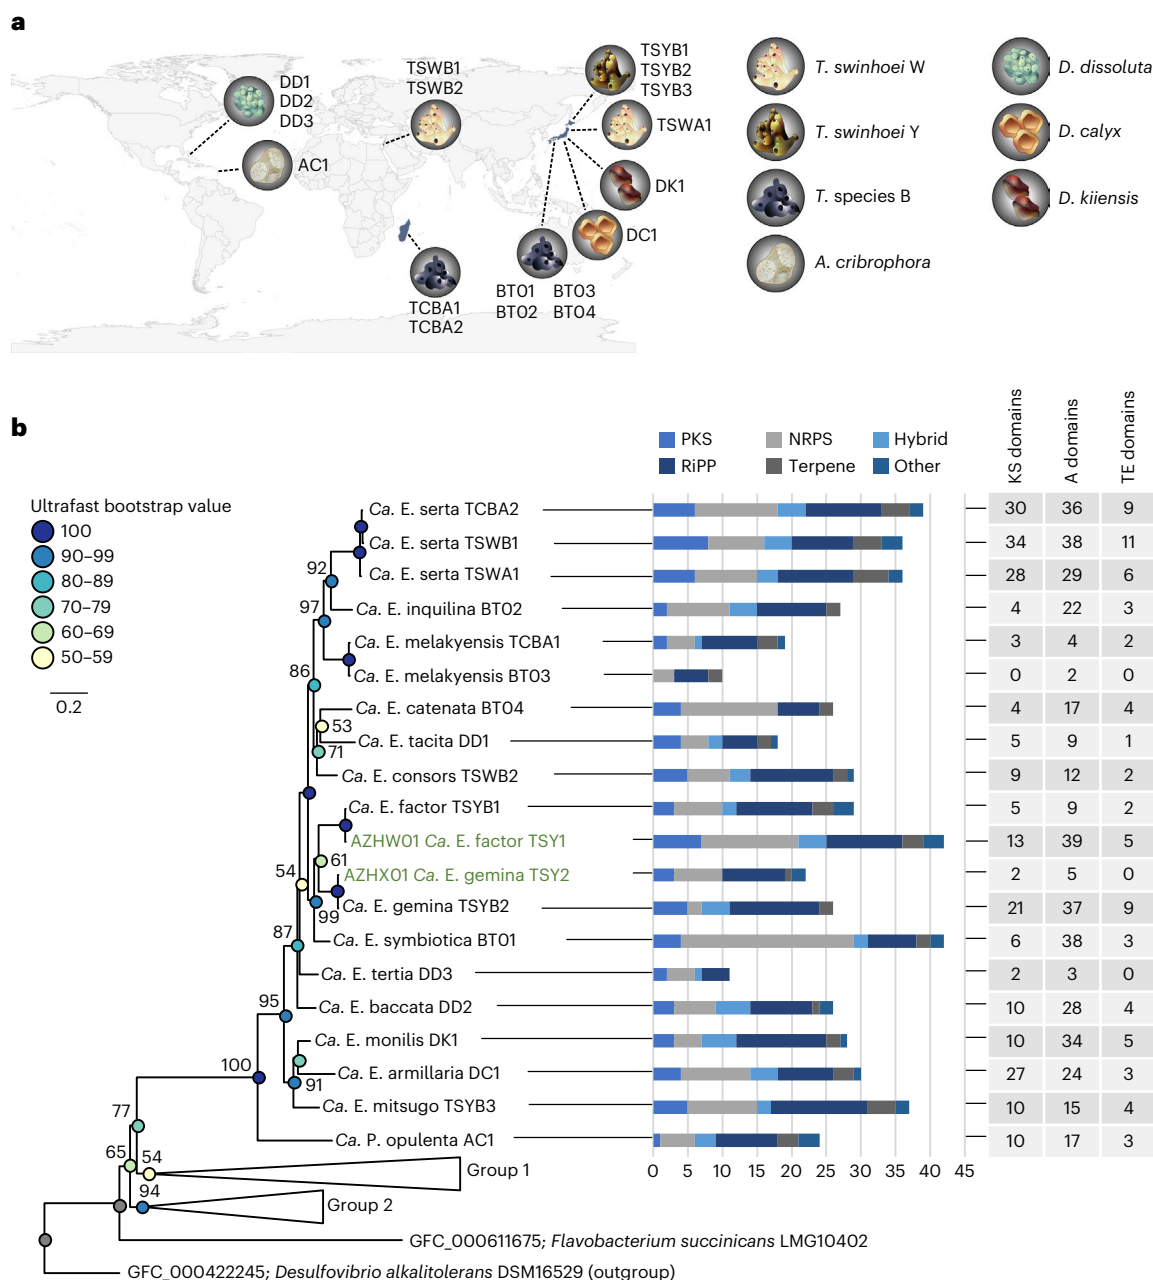 a
DD1
DD2
DD3
AC1
TSWB1
TSWB2
TSYB1
TSYB2
TSYB3
TSWA1
DK1
DC1
BT01 BT03
BT02 BT04
TCBA1
TCBA2
T. swinhoei W
T. swinhoei Y
T. species B
A. cribrophora
D. dissoluta
D. calyx
D. kiiensis
b
PKS NRPS Hybrid
RiPP Terpene Other
KS domains
A domains
TE domains
Ultrafast bootstrap value
100
90–99
80–89
70–79
60–69
50–59
0.2
Ca. E. serta TCBA2 30 36 9
Ca. E. serta TSWB1 34 38 11
Ca. E. serta TSWA1 28 29 6
Ca. E. inquilina BT02 4 22 3
Ca. E. melakyensis TCBA1 3 4 2
Ca. E. melakyensis BT03 0 2 0
Ca. E. catenata BT04 4 17 4
Ca. E. tacita DD1 5 9 1
Ca. E. consors TSWB2 9 12 2
Ca. E. factor TSYB1 5 9 2
AZHW01 Ca. E. factor TSY1 13 39 5
AZHX01 Ca. E. gemina TSY2 2 5 0
Ca. E. gemina TSYB2 21 37 9
Ca. E. symbiotica BT01 6 38 3
Ca. E. tertia DD3 2 3 0
Ca. E. baccata DD2 10 28 4
Ca. E. monilis DK1 10 34 5
Ca. E. armillaria DC1 27 24 3
Ca. E. mitsugo TSYB3 10 15 4
Ca. P. opulenta AC1 10 17 3
92
97
86
53
71
61
54
99
87
95
100
91
77
65
54
94
0 5 10 15 20 25 30 35 40 45
Group 1
Group 2
GFC_000611675; Flavobacterium succinicans LMG10402
GFC_000422245; Desulfovibrio alkalitolerans DSM16529 (outgroup)